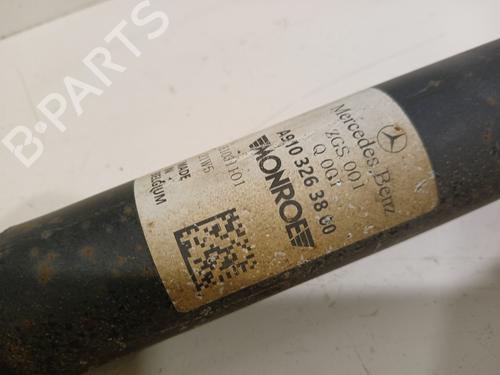 Mercedes-Benz
ZGS 001
Q 001
A910 326 38 00
MONROE
MADE
BELGIUM
B PARTS